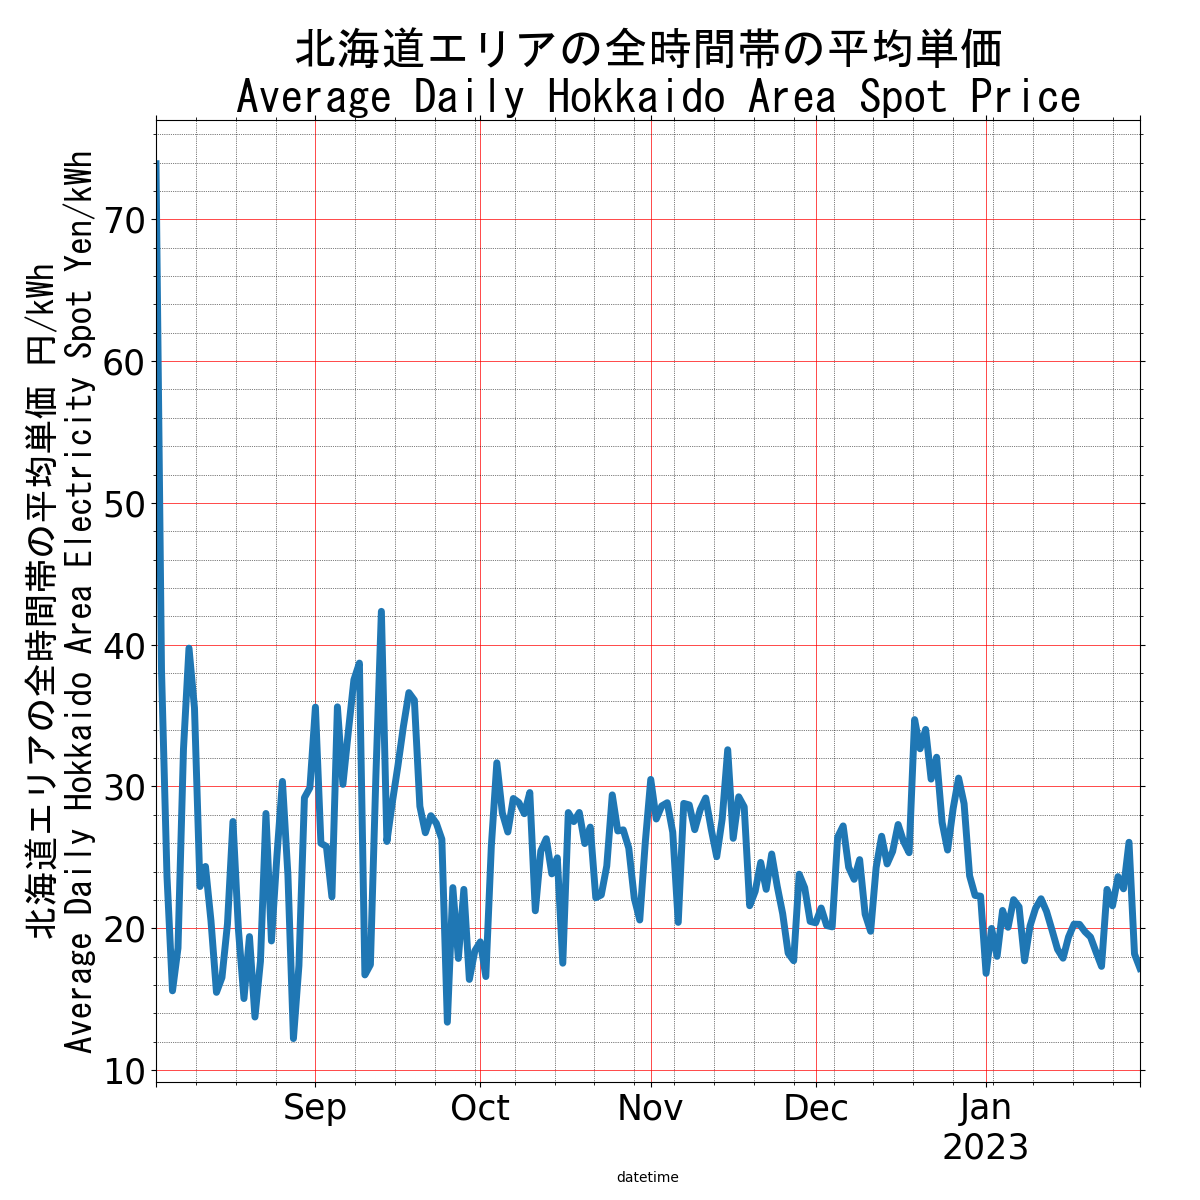 北海道エリアの全時間帯の平均単価
Average Daily Hokkaido Area Spot Price
北海道エリアの全時間帯の平均単価 円/kWh
Average Daily Hokkaido Area Electricity Spot Yen/kWh
70
60
50
40
30
20
10
Sep Oct Nov Dec Jan
2023
datetime